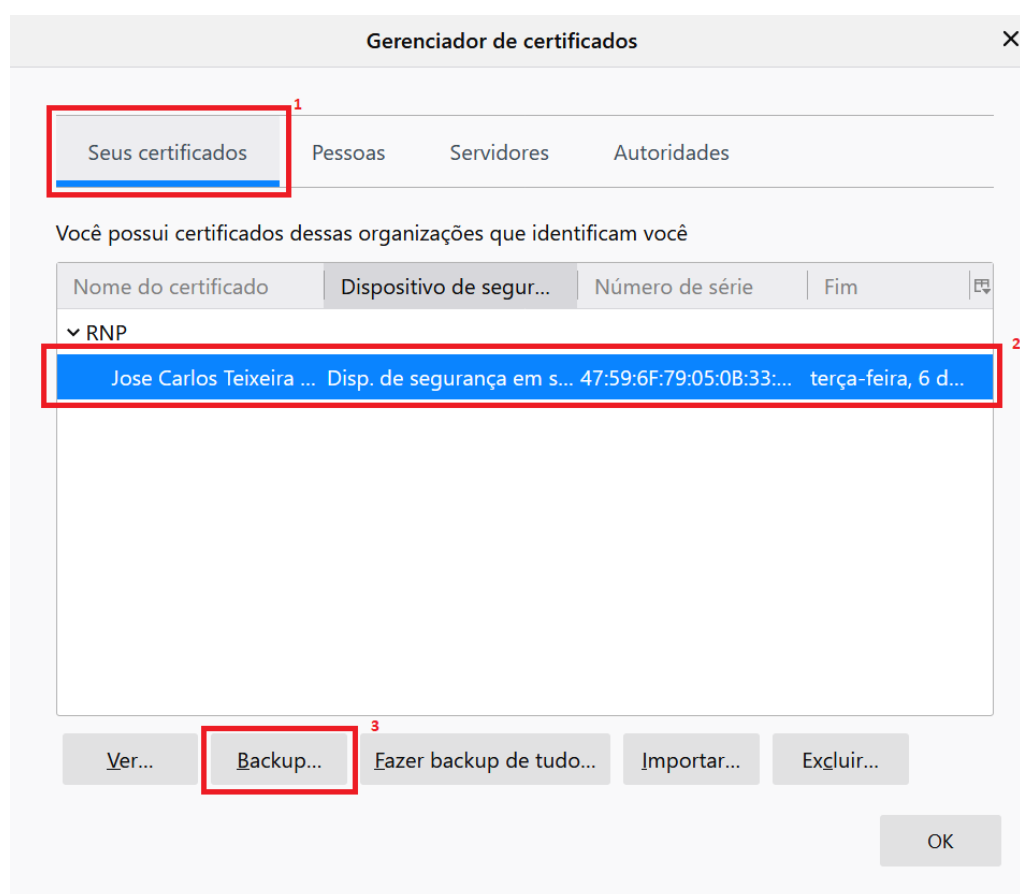 Gerenciador de certificados
1
Seus certificados Pessoas Servidores Autoridades
Você possui certificados dessas organizações que identificam você
Nome do certificado Dispositivo de segur... Número de série Fim
RNP
2
Jose Carlos Teixeira ... Disp. de segurança em s... 47:59:6F:79:05:0B:33:... terça-feira, 6 d...
3
Ver... Backup... Fazer backup de tudo... Importar... Excluir...
OK